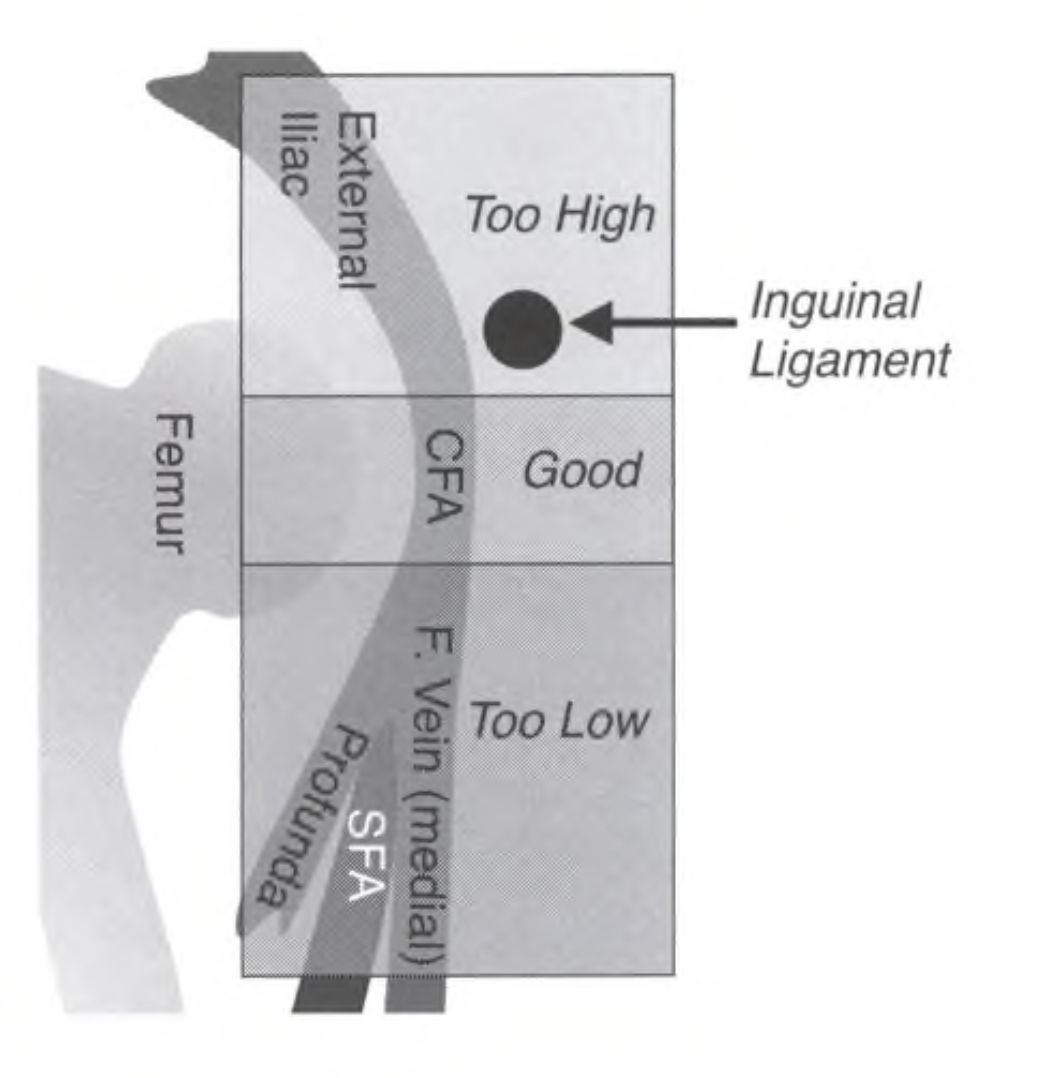 External
Iliac
Too High
Inguinal
Ligament
Femur
CFA
Good
F. Vein (medial)
Too Low
Profunda
SFA